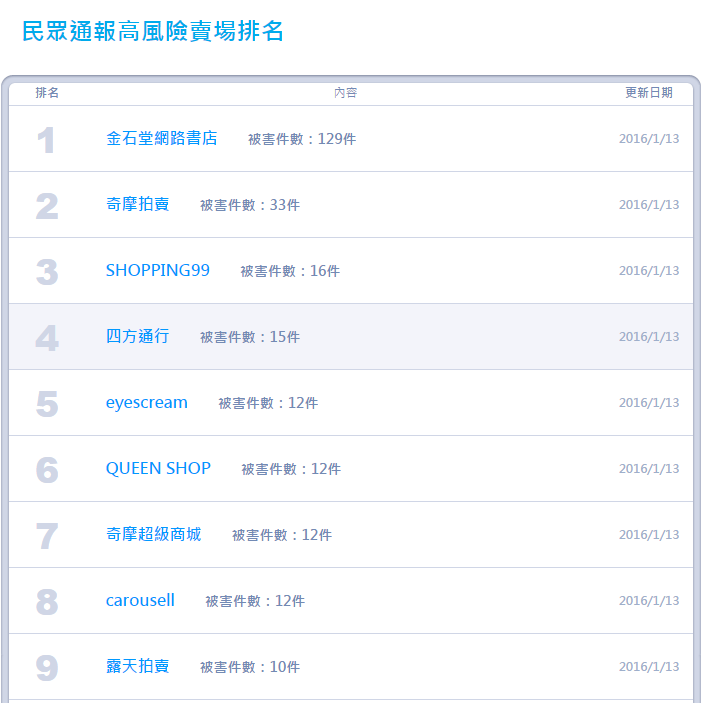 民眾通報高風險賣場排名
排名 內容 更新日期
1 金石堂網路書店 被害件數：129件 2016/1/13
2 奇摩拍賣 被害件數：33件 2016/1/13
3 SHOPPING99 被害件數：16件 2016/1/13
4 四方通行 被害件數：15件 2016/1/13
5 eyescream 被害件數：12件 2016/1/13
6 QUEEN SHOP 被害件數：12件 2016/1/13
7 奇摩超級商城 被害件數：12件 2016/1/13
8 carousell 被害件數：12件 2016/1/13
9 露天拍賣 被害件數：10件 2016/1/13